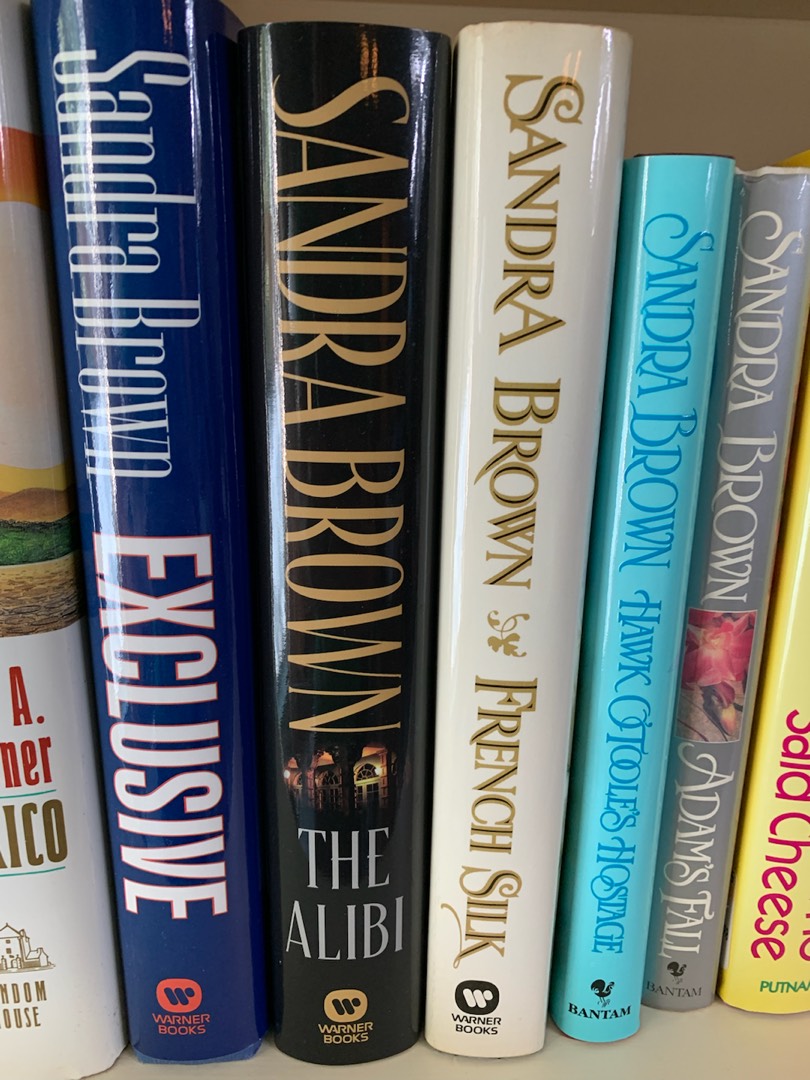 A.
Sandra Brown
EXCLUSIVE
WARNER
BOOKS
SANDRA BROWN
THE
ALIBI
WARNER
BOOKS
SANDRA BROWN
FRENCH SILK
WARNER
BOOKS
SANDRA BROWN HAWK O'TOOLE'S HOSTAGE
BANTAM
SANDRA BROWN
ADAM'S FALL
BANTAM
Cheese